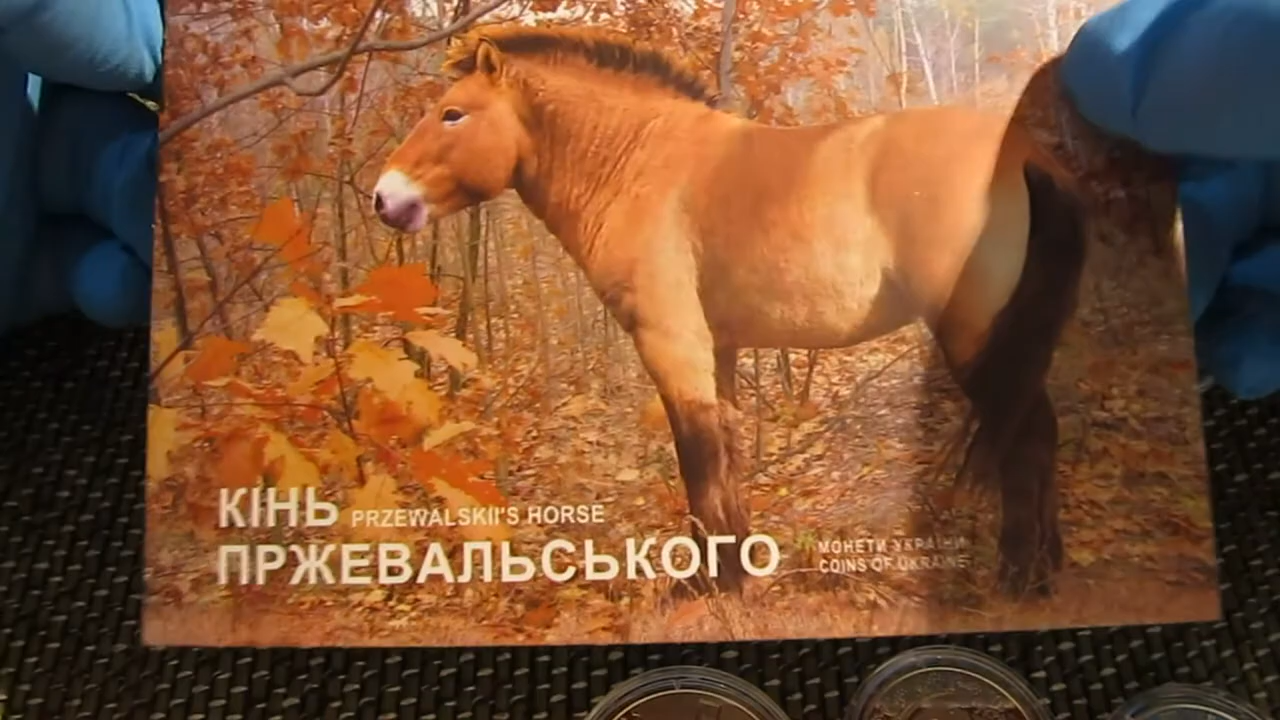 КІНЬ PRZEWALSKII'S HORSE
ПРЖЕВАЛЬСЬКОГО
МОНЕТИ УКРАЇНИ
COINS OF UKRAINE